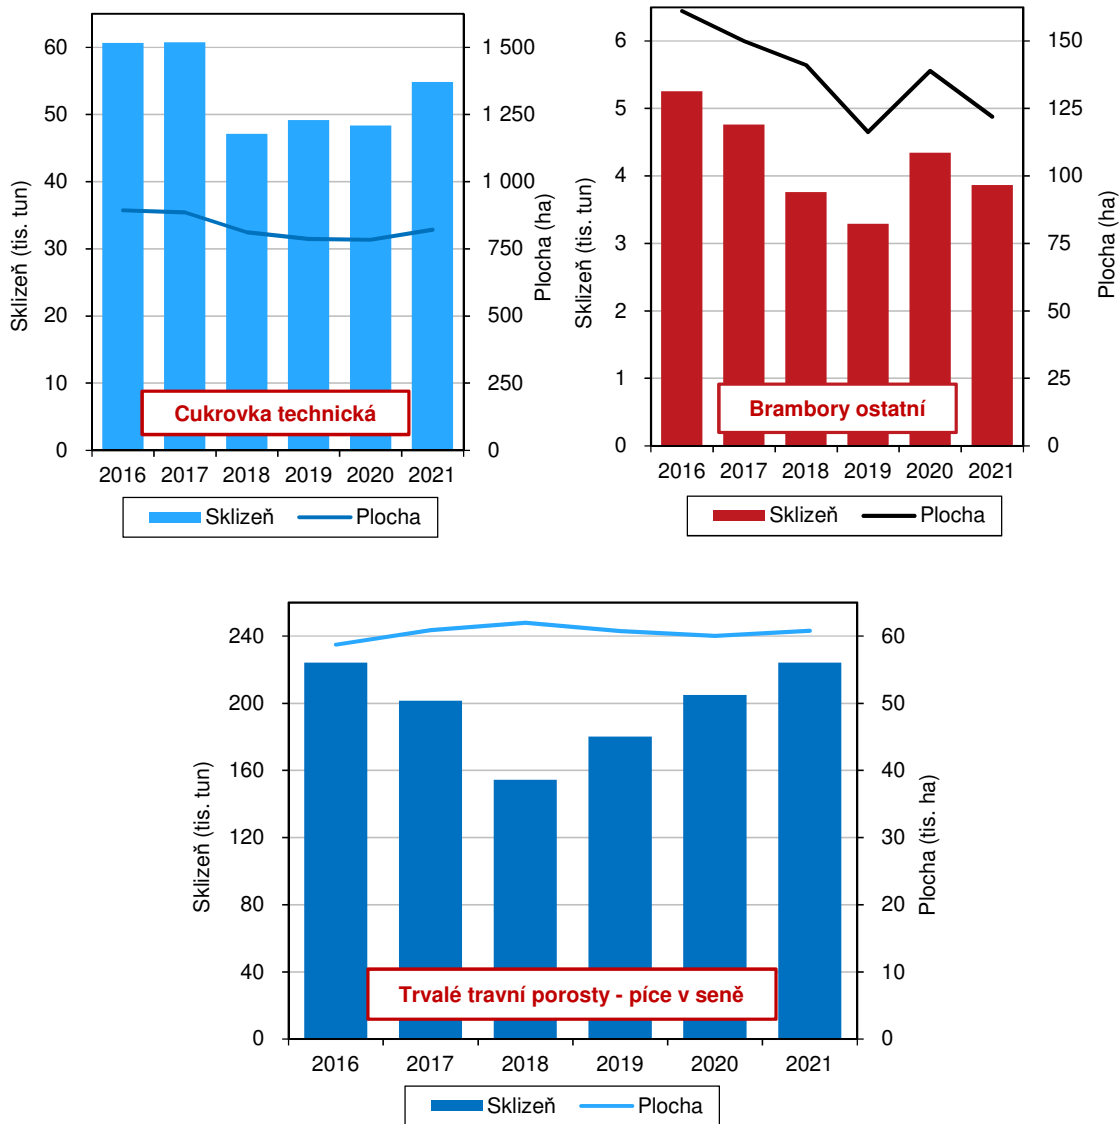 Sklizeň (tis. tun)
60
50
40
30
20
10
0
1 500
1 250
1 000
750
500
250
0
Plocha (ha)
Cukrovka technická
2016 2017 2018 2019 2020 2021
Sklizeň Plocha
Sklizeň (tis. tun)
6
5
4
3
2
1
0
150
125
100
75
50
25
0
Plocha (ha)
Brambory ostatní
2016 2017 2018 2019 2020 2021
Sklizeň Plocha
Sklizeň (tis. tun)
240
200
160
120
80
40
0
60
50
40
30
20
10
0
Plocha (tis. ha)
Trvalé travní porosty - píce v seně
2016 2017 2018 2019 2020 2021
Sklizeň Plocha